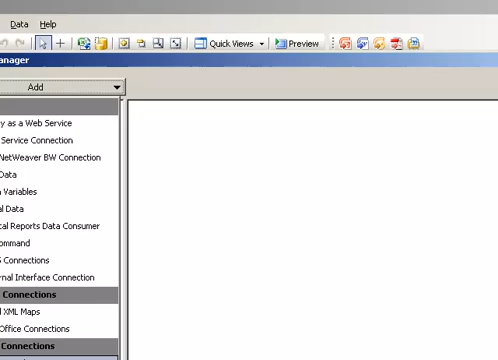 Data Help
Quick Views Preview
anager
Add
y as a Web Service
Service Connection
NetWeaver BW Connection
Data
Variables
al Data
tal Reports Data Consumer
ommand
Connections
rnal Interface Connection
Connections
XML Maps
Office Connections
Connections